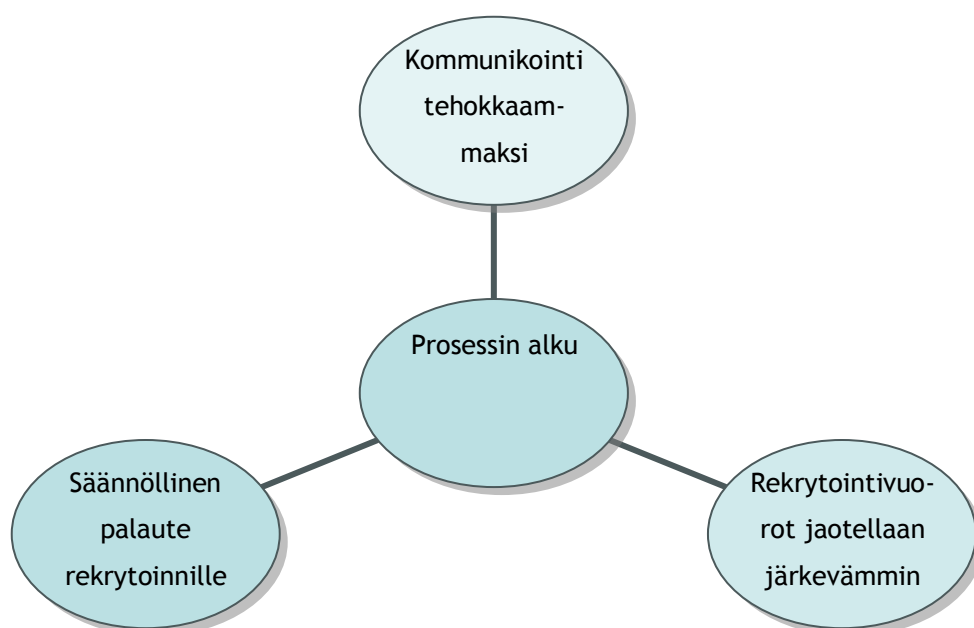 Kommunikointi
tehokkaam-
maksi
Prosessin alku
Säännöllinen
palaute
rekrytoinnille
Rekrytointivuo-
rot jaotellaan
järkevämmin